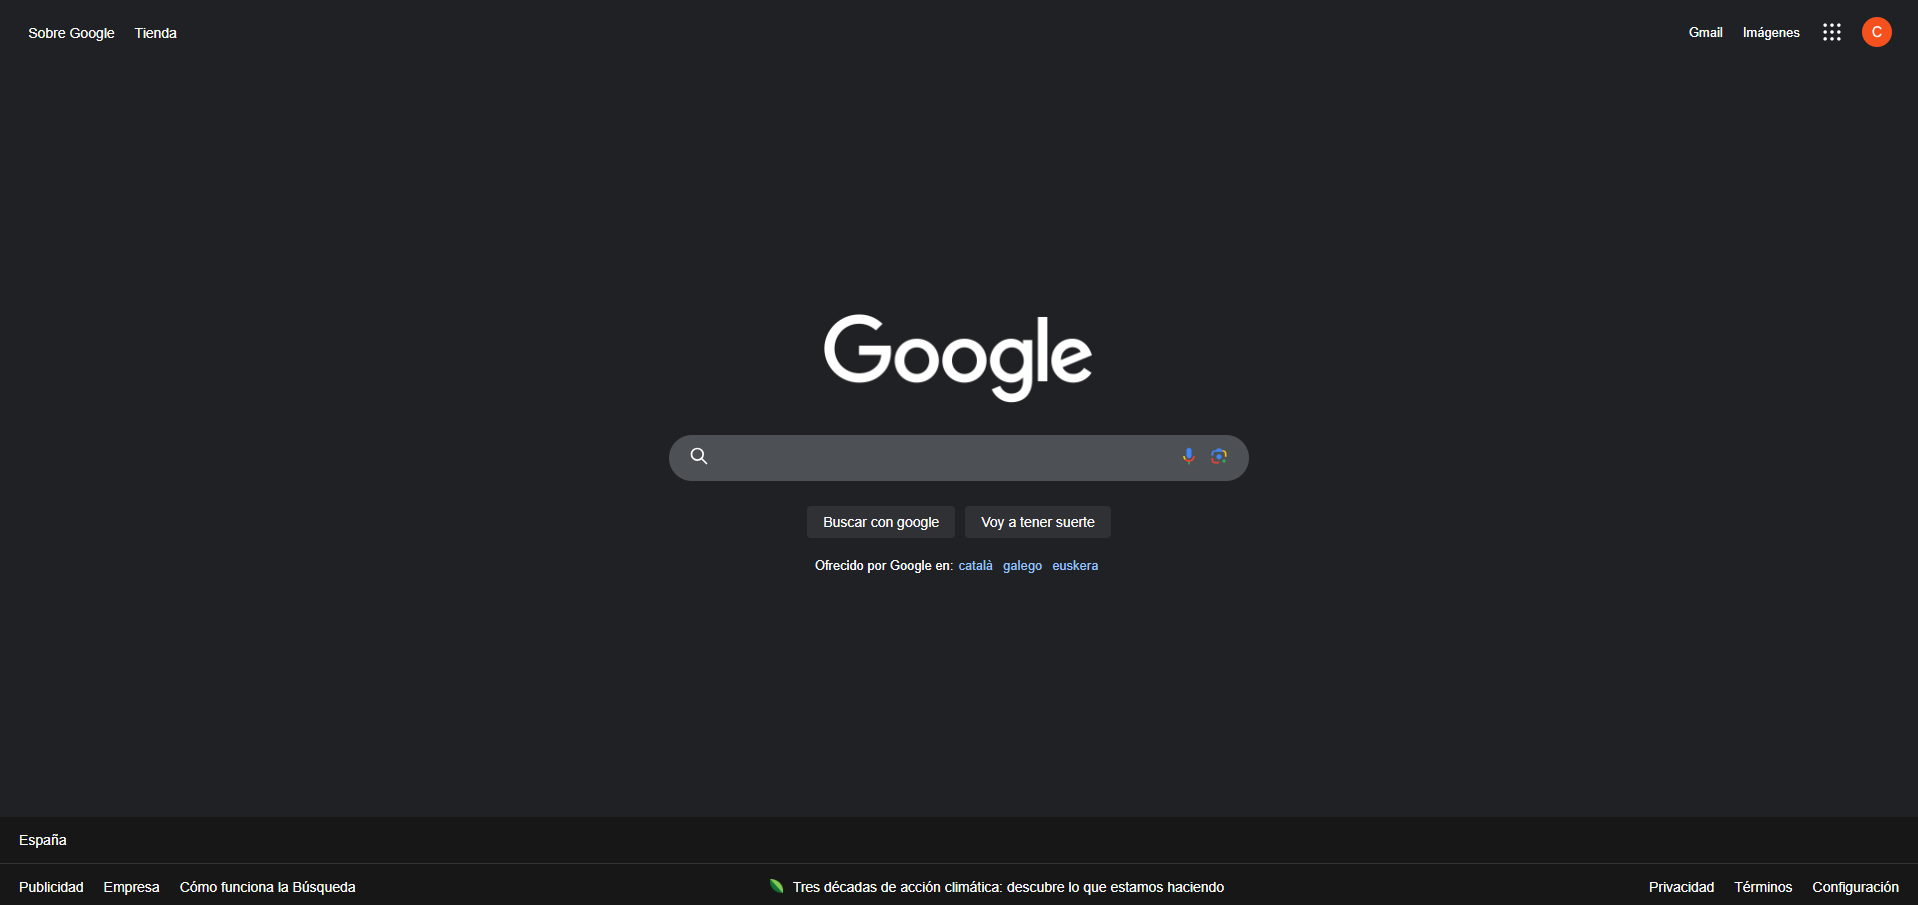 Sobre Google Tienda
Gmail Imágenes C
Google
Buscar con google Voy a tener suerte
Ofrecido por Google en: català galego euskera
España
Publicidad Empresa Cómo funciona la Búsqueda Tres décadas de acción climática: descubre lo que estamos haciendo Privacidad Términos Configuración